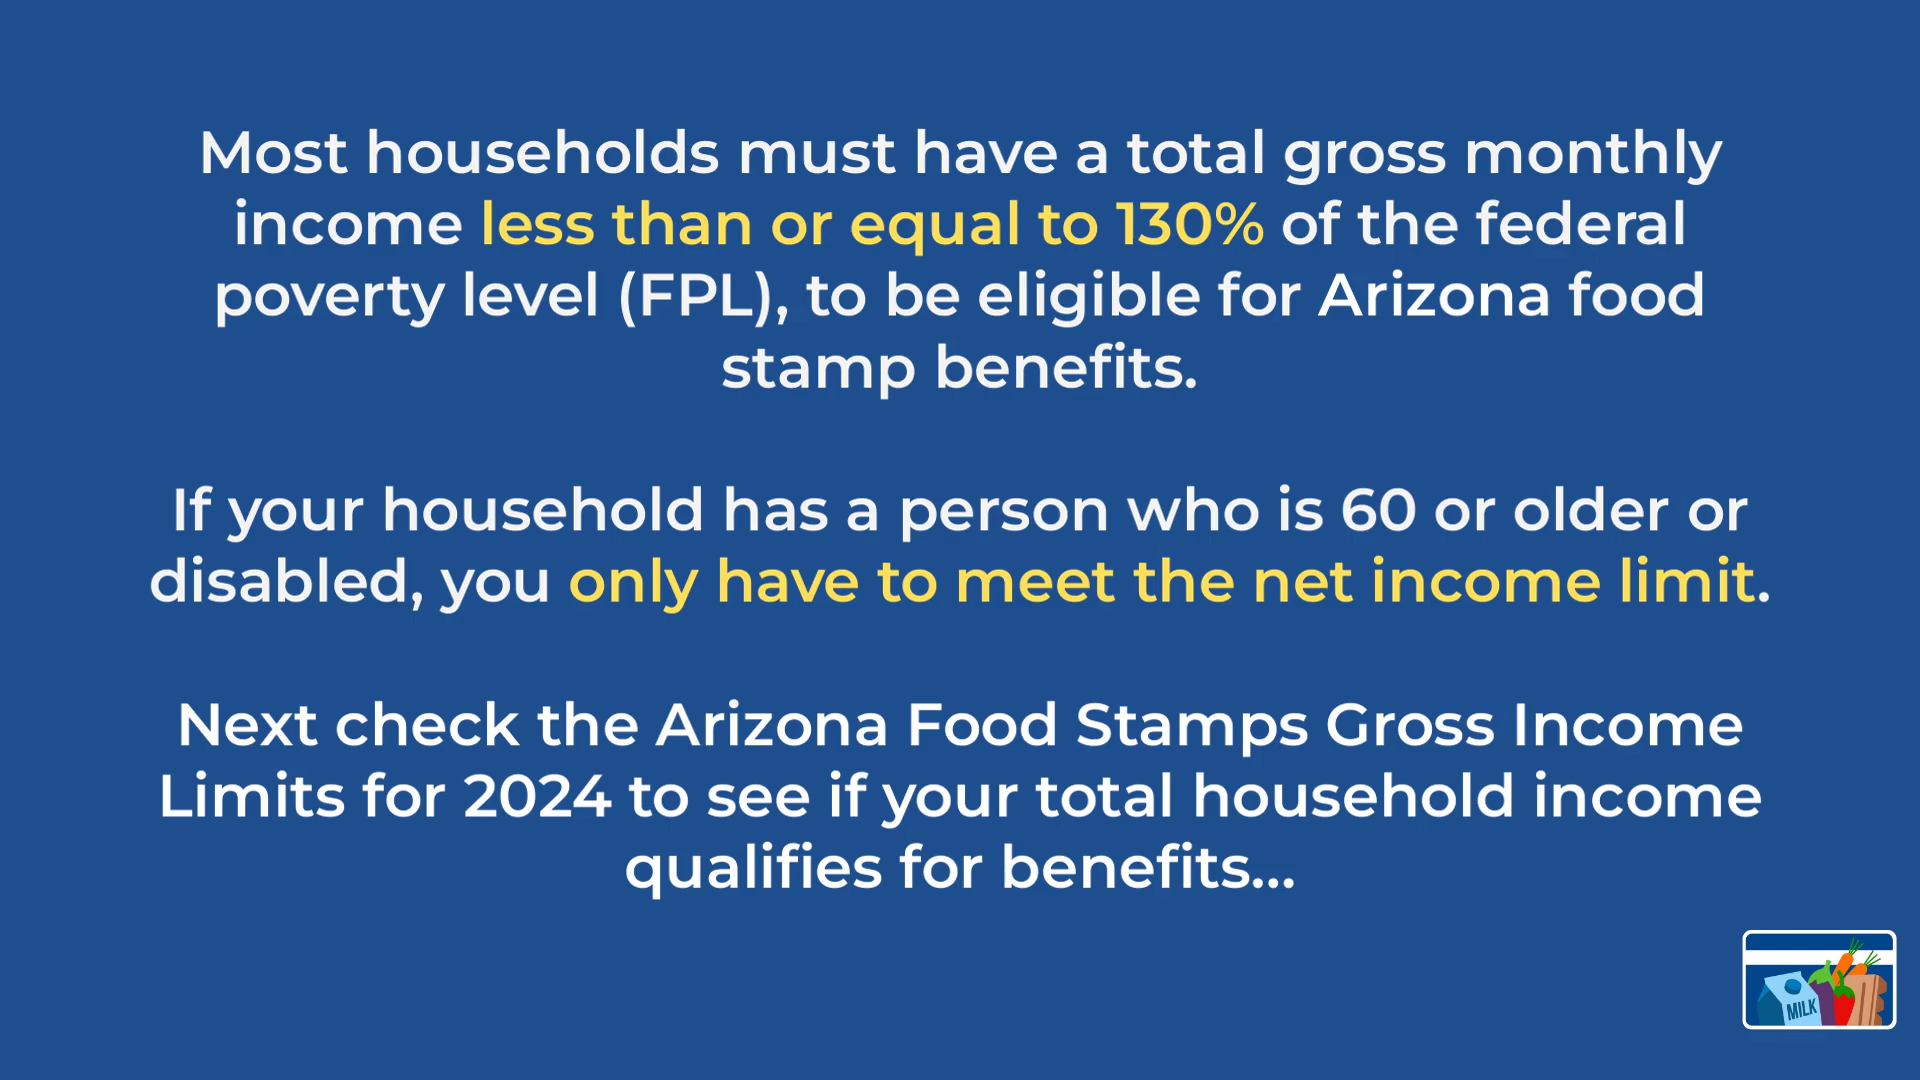 Most households must have a total gross monthly
income less than or equal to 130% of the federal
poverty level (FPL), to be eligible for Arizona food
stamp benefits.
If your household has a person who is 60 or older or
disabled, you only have to meet the net income limit.
Next check the Arizona Food Stamps Gross Income
Limits for 2024 to see if your total household income
qualifies for benefits...
MILK